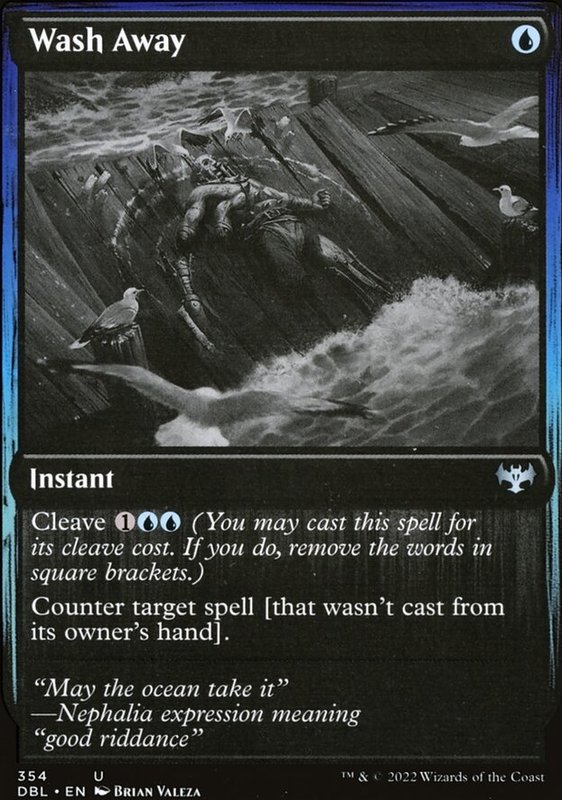 Wash Away
Instant
Cleave 1 (You may cast this spell for
its cleave cost. If you do, remove the words in
square brackets.)
Counter target spell [that wasn't cast from
its owner's hand].
“May the ocean take it”
—Nephalia expression meaning
“good riddance”
354 U
DBL • EN Brian Valeza
™ & © 2022 Wizards of the Coast